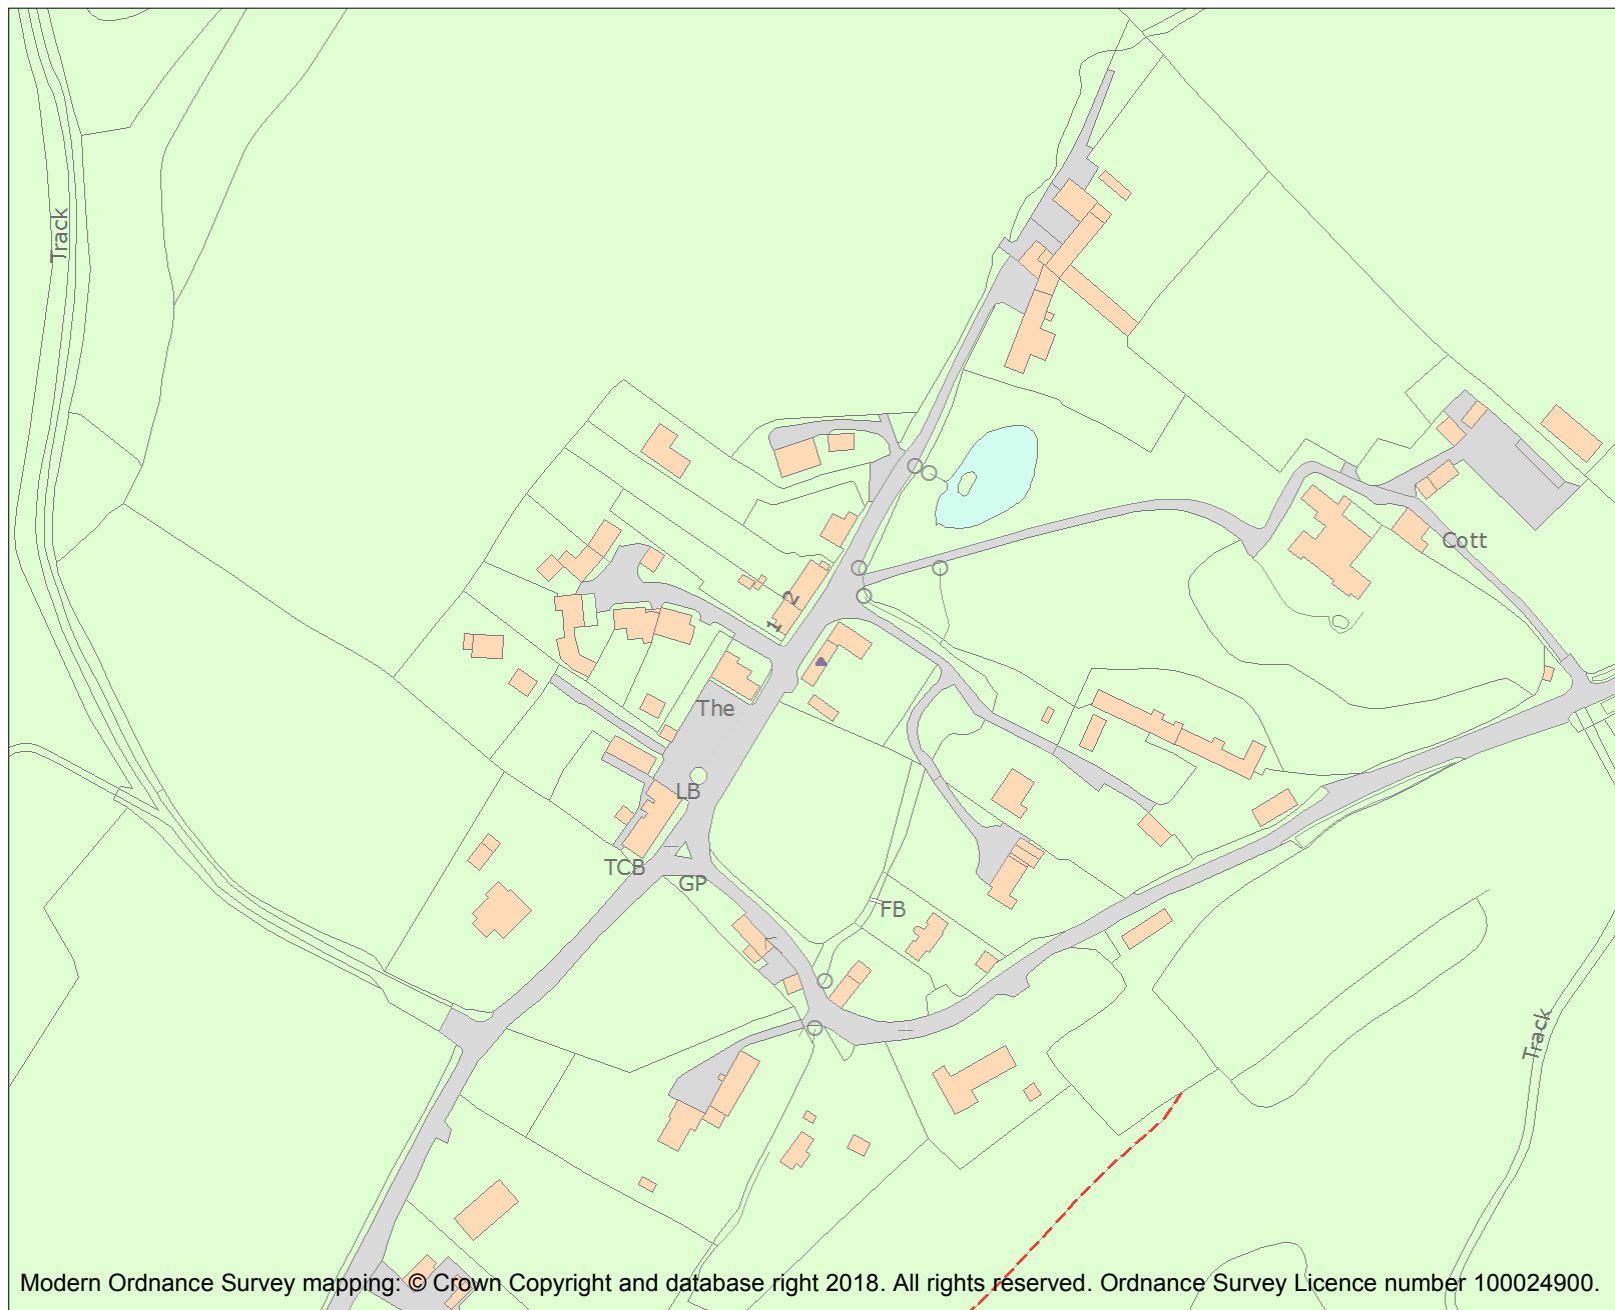 Track
Cott
2
1
The
LB
TCB
GP
FB
Track
Modern Ordnance Survey mapping: © Crown Copyright and database right 2018. All rights reserved. Ordnance Survey Licence number 100024900.